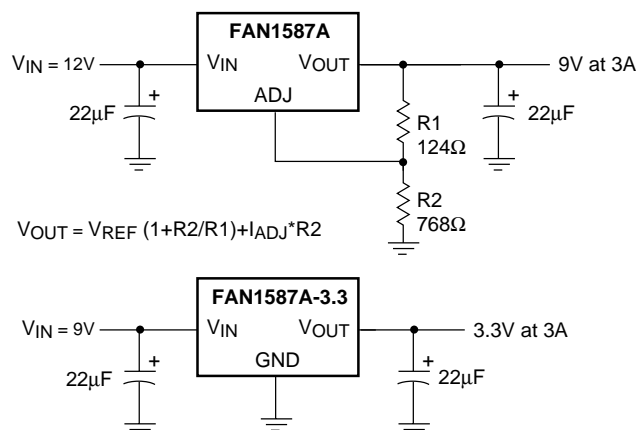 FAN1587A
VIN = 12V
VIN
VOUT
9V at 3A
ADJ
+
22μF
R1
124Ω
+
22μF
R2
768Ω
VOUT = VREF (1+R2/R1)+IADJ*R2
FAN1587A-3.3
VIN = 9V
VIN
VOUT
3.3V at 3A
GND
+
22μF
+
22μF